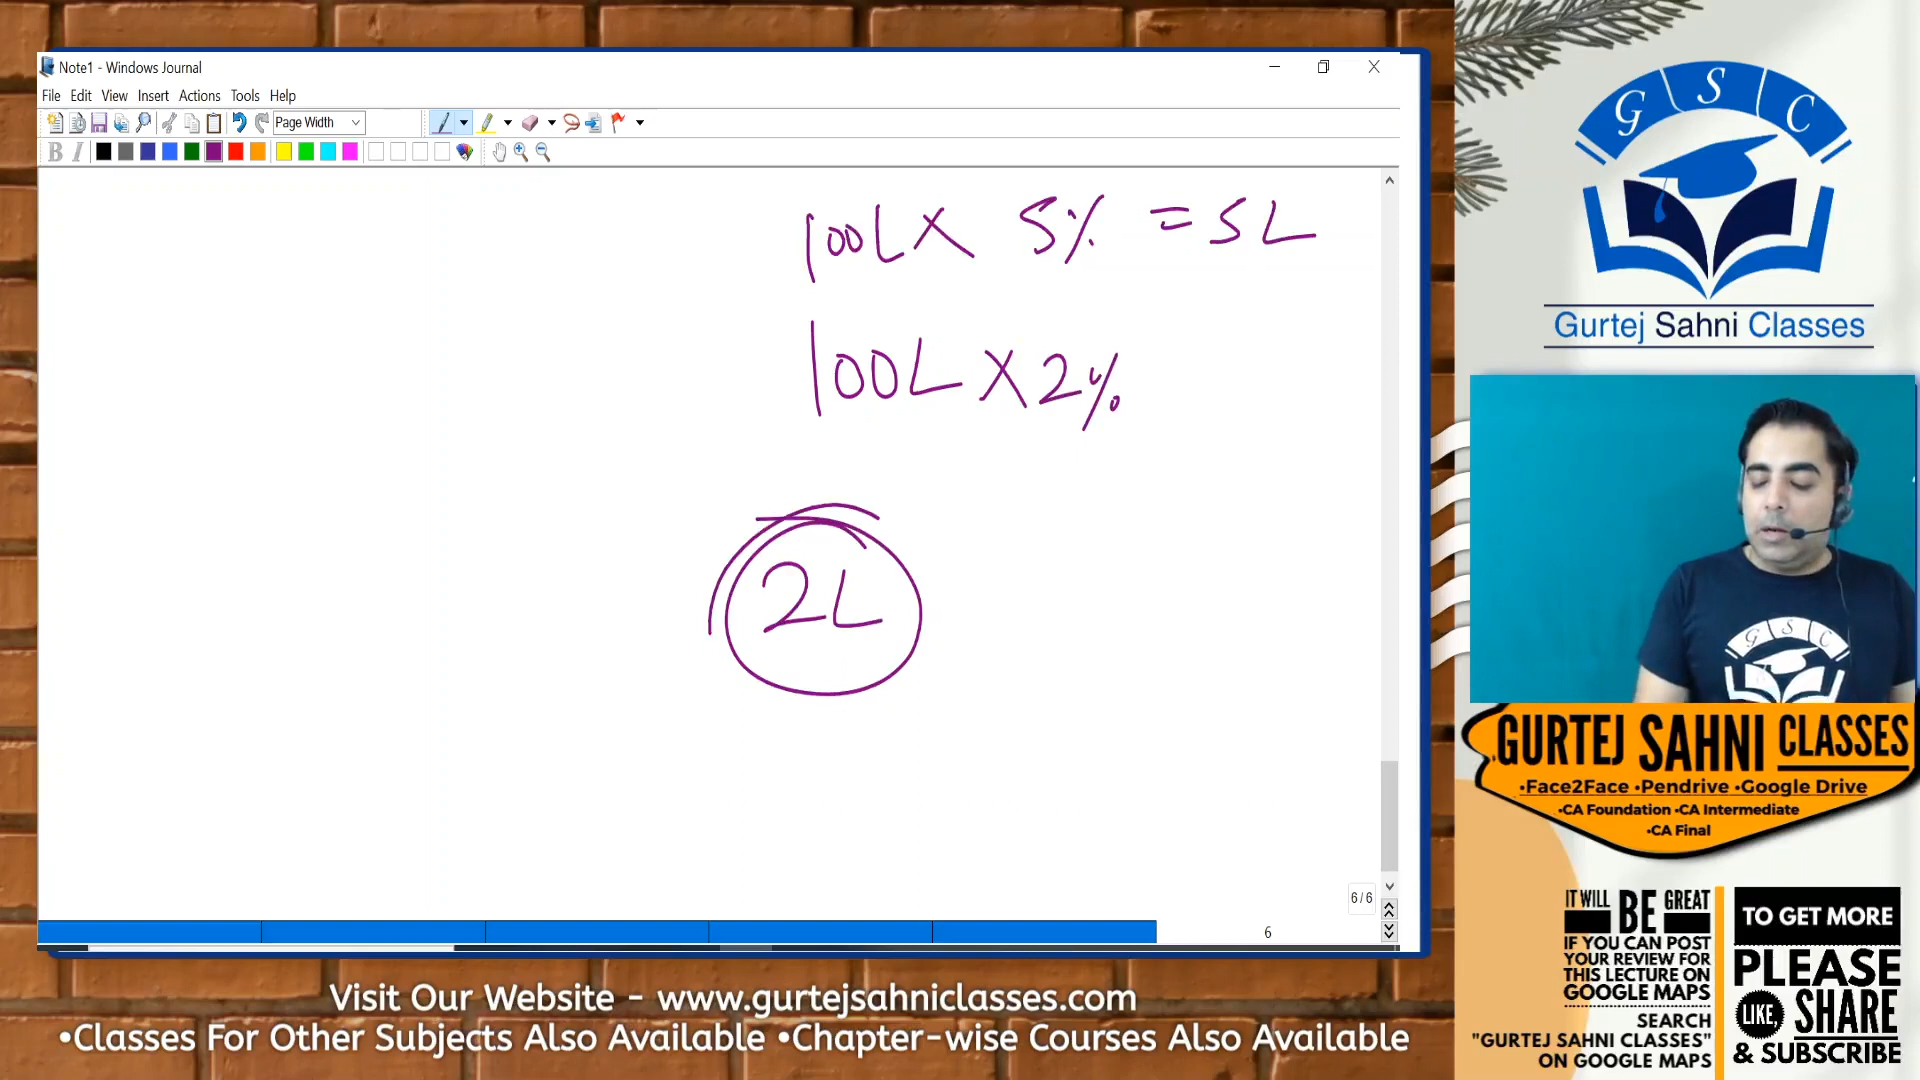 Note1 - Windows Journal
File Edit View Insert Actions Tools Help
Page Width
B I
100L X 5% = 5L
100L X 2%
2L
6 / 6
6
G S C
Gurtej Sahni Classes
G S C
GURTEJ SAHNI CLASSES
•Face2Face •Pendrive •Google Drive
•CA Foundation •CA Intermediate
•CA Final
IT WILL BE GREAT
IF YOU CAN POST
YOUR REVIEW FOR
THIS LECTURE ON
GOOGLE MAPS
SEARCH
"GURTEJ SAHNI CLASSES"
ON GOOGLE MAPS
TO GET MORE
PLEASE
LIKE, SHARE
& SUBSCRIBE
Visit Our Website - www.gurtejsahniclasses.com
•Classes For Other Subjects Also Available •Chapter-wise Courses Also Available